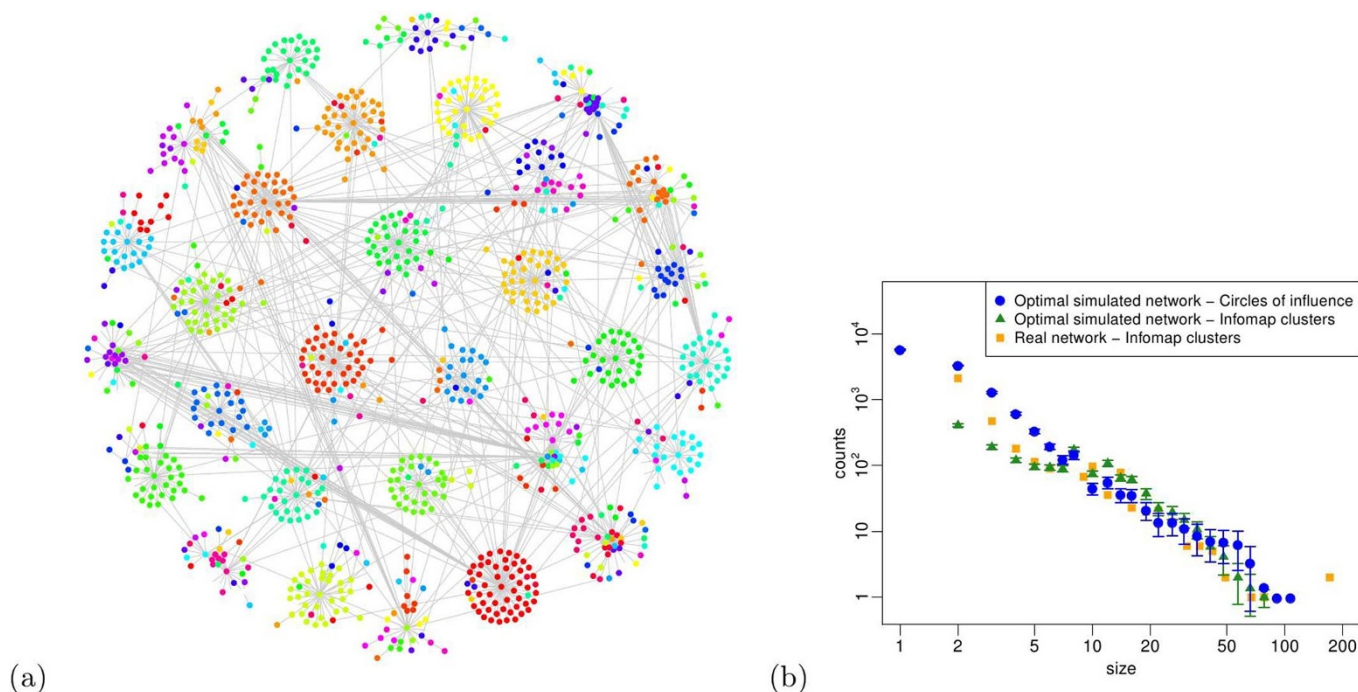 Optimal simulated network − Circles of influence
Optimal simulated network − Infomap clusters
Real network − Infomap clusters
10⁴
10³
10²
10
1
counts
1 2 5 10 20 50 100 200
size
(a)
(b)